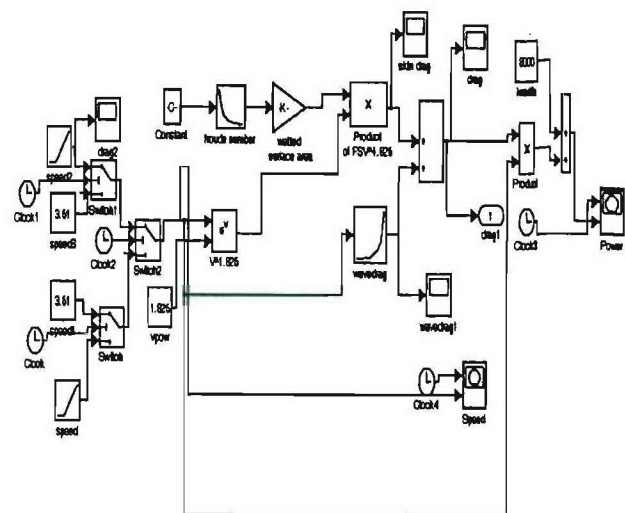 skin drag
drag
8000
-C-
Constant
froude number
-K-
wetted
surface area
X
Product
of FSV^1.825
X
Product
drag2
speed2
Switch1
Clock1
3.61
speed3
Clock2
Switch2
u^v
V^1.825
1.825
vpow
wavedrag
wavedrag1
1
drag1
Clock3
Power
3.61
Clock
Switch
speed
Clock4
Speed